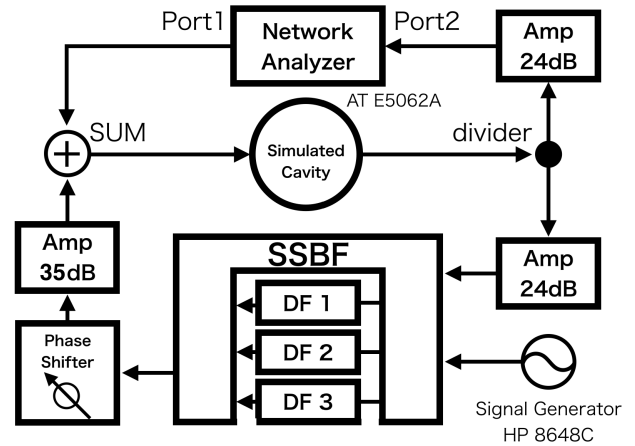 Port1
Network
Analyzer
Port2
Amp
24dB
AT E5062A
SUM
Simulated
Cavity
divider
Amp
35dB
SSBF
DF 1
DF 2
DF 3
Amp
24dB
Phase
Shifter
Signal Generator
HP 8648C